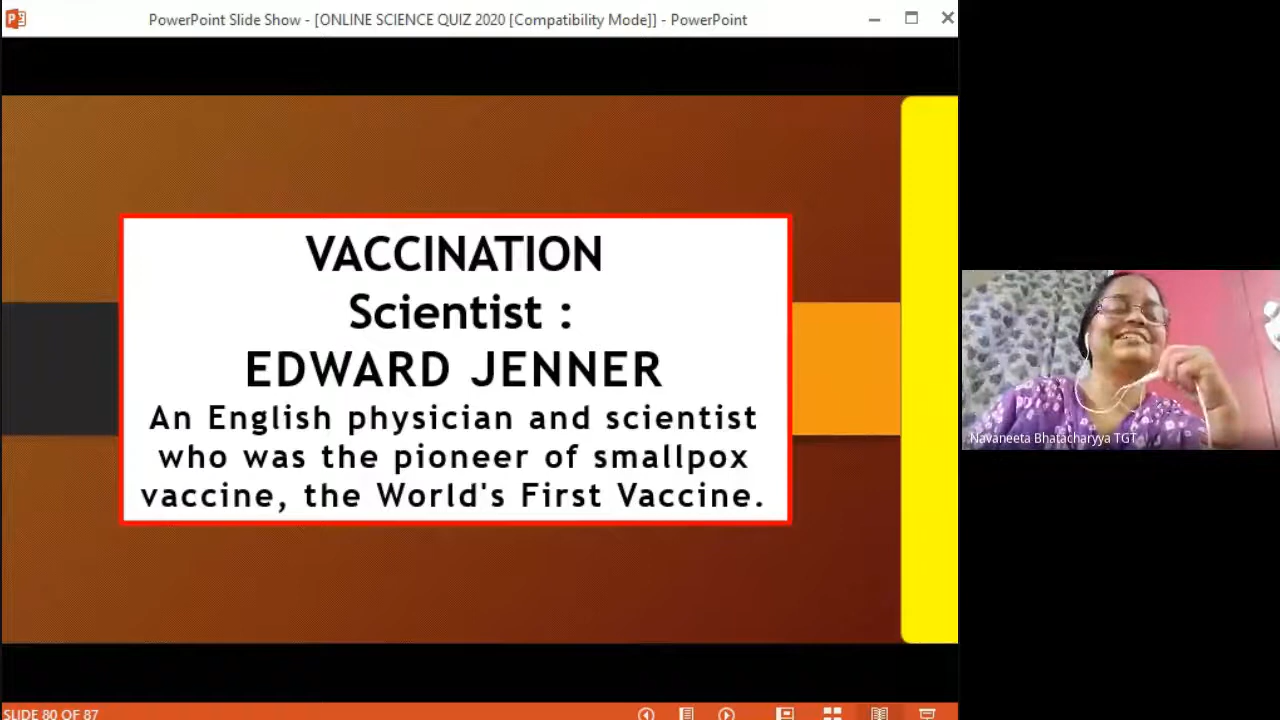 PowerPoint Slide Show - [ONLINE SCIENCE QUIZ 2020 [Compatibility Mode]] - PowerPoint
VACCINATION
Scientist :
EDWARD JENNER
An English physician and scientist
who was the pioneer of smallpox
vaccine, the World's First Vaccine.
Navaneeta Bhatacharyya TGT
SLIDE 80 OF 87